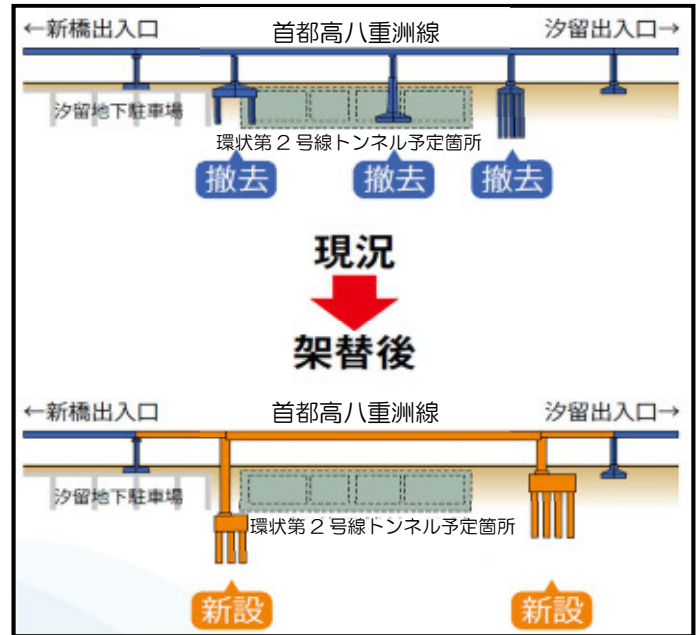 ←新橋出入口 首都高八重洲線 汐留出入口→
汐留地下駐車場
環状第2号線トンネル予定箇所
撤去 撤去 撤去
現況
架替後
←新橋出入口 首都高八重洲線 汐留出入口→
汐留地下駐車場
環状第2号線トンネル予定箇所
新設 新設